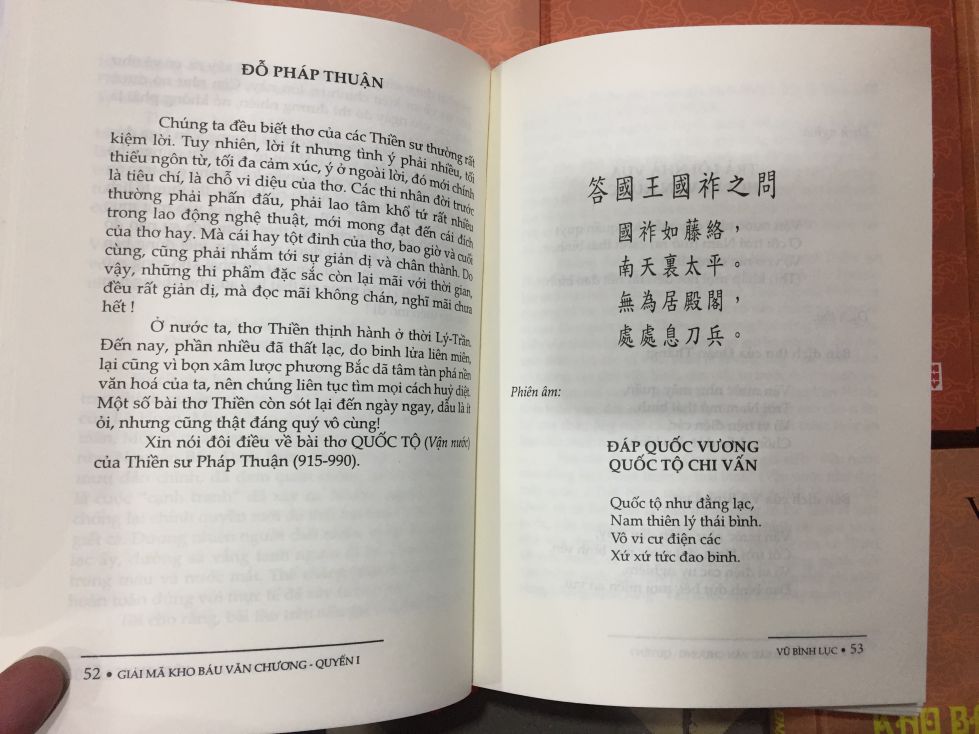 ĐỖ PHÁP THUẬN
Chúng ta đều biết thơ của các Thiền sư thường rất
kiệm lời. Tuy nhiên, lời ít nhưng tình ý phải nhiều, tối
thiểu ngôn từ, tối đa cảm xúc, ý ở ngoài lời, đó mới chính
là tiêu chí, là chỗ vi diệu của thơ. Các thi nhân đời trước
thường phải phấn đấu, phải lao tâm khổ tứ rất nhiều
trong lao động nghệ thuật, mới mong đạt đến cái đích
của thơ hay. Mà cái hay tột đỉnh của thơ, bao giờ và cuối
cùng, cũng phải nhắm tới sự giản dị và chân thành. Do
vậy, những thi phẩm đặc sắc còn lại mãi với thời gian,
đều rất giản dị, mà đọc mãi không chán, nghĩ mãi chưa
hết !
Ở nước ta, thơ Thiền thịnh hành ở thời Lý-Trần.
Đến nay, phần nhiều đã thất lạc, do binh lửa liên miên,
lại cũng vì bọn xâm lược phương Bắc dã tâm tàn phá nền
văn hoá của ta, nên chúng liên tục tìm mọi cách huỷ diệt.
Một số bài thơ Thiền còn sót lại đến ngày ngay, dẫu là ít
ỏi, nhưng cũng thật đáng quý vô cùng!
Xin nói đôi điều về bài thơ QUỐC TỘ (Vận nước)
của Thiền sư Pháp Thuận (915-990).
52 • GIẢI MÃ KHO BÁU VĂN CHƯƠNG - QUYỂN I
答國王國祚之問
國祚如藤絡，
南天裏太平。
無為居殿閣，
處處息刀兵。
Phiên âm:
ĐÁP QUỐC VƯƠNG
QUỐC TỘ CHI VẤN
Quốc tộ như đằng lạc,
Nam thiên lý thái bình.
Vô vi cư điện các
Xứ xứ tức đao binh.
VŨ BÌNH LỤC • 53